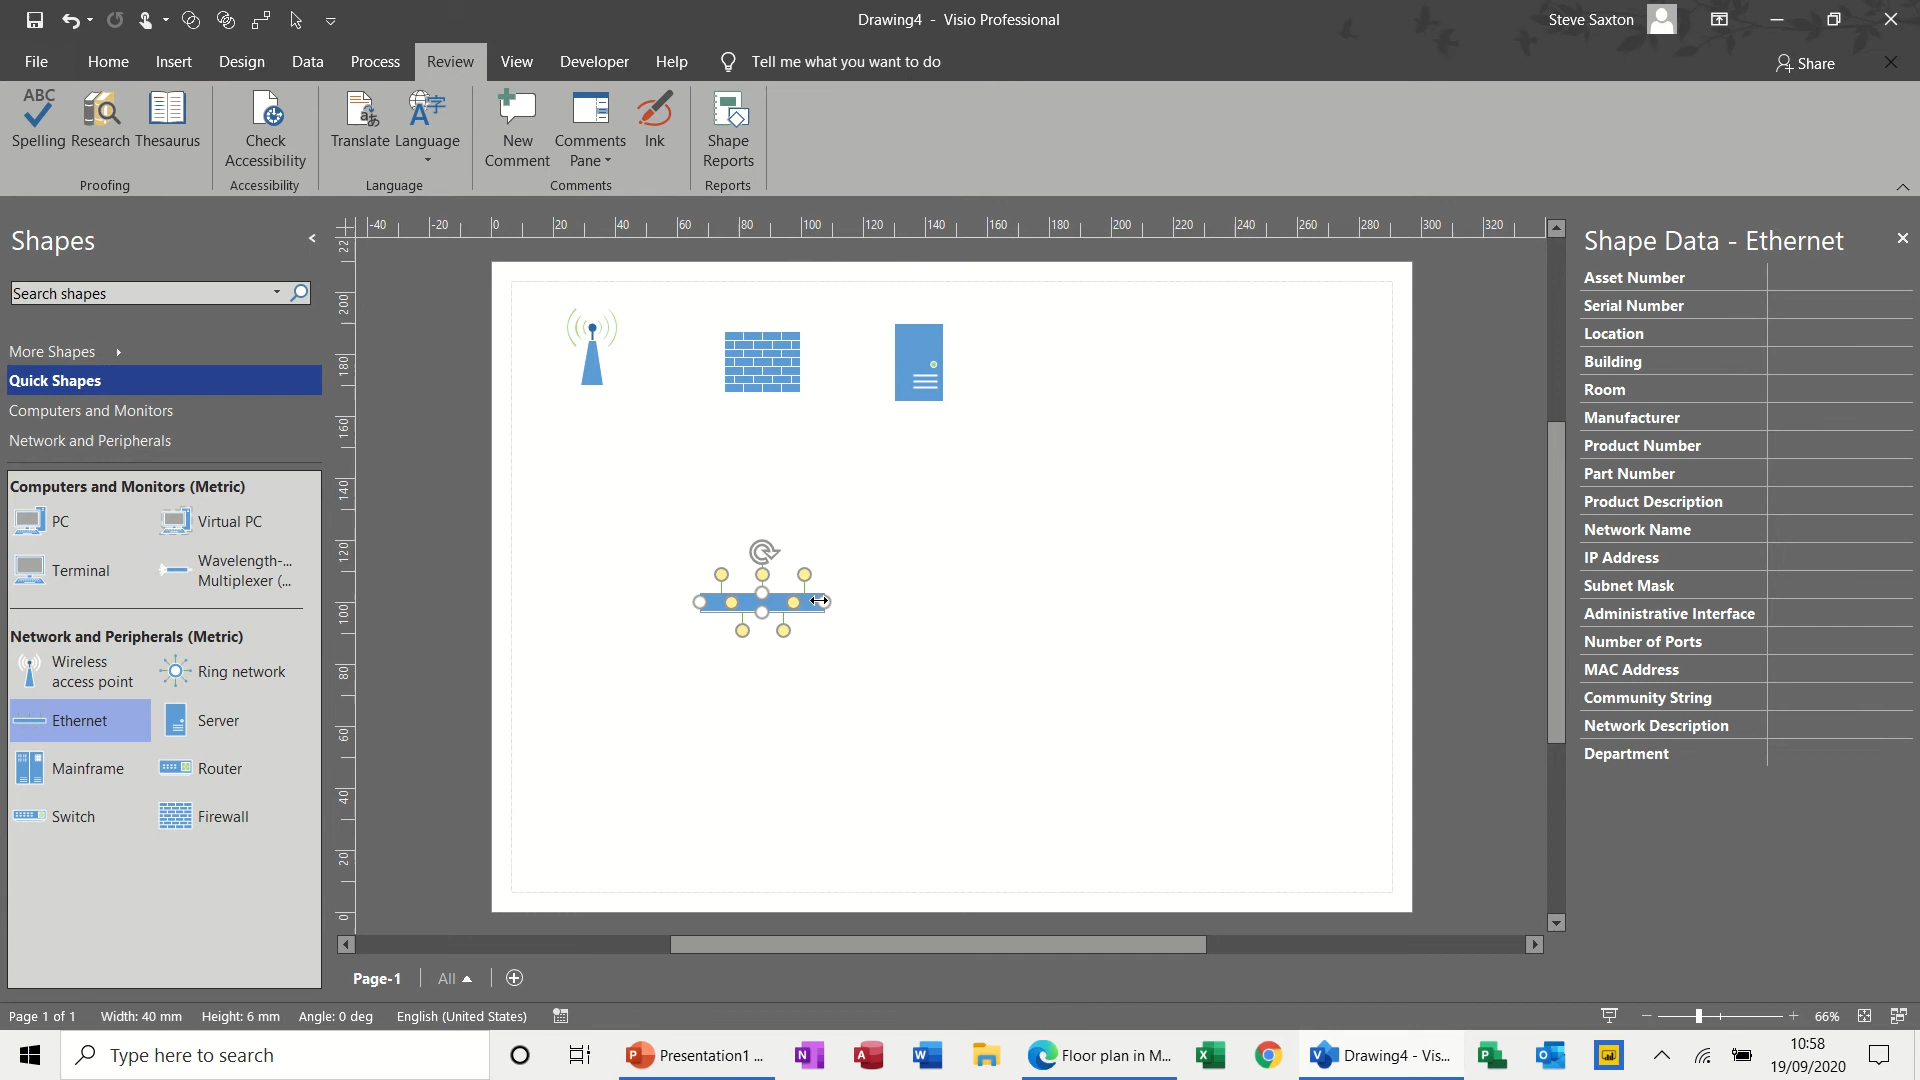 Drawing4 - Visio Professional
Steve Saxton
File Home Insert Design Data Process Review View Developer Help Tell me what you want to do
Share
ABC
Spelling Research Thesaurus
Proofing
Check
Accessibility
Accessibility
Translate Language
Language
New
Comment
Comments
Pane
Ink
Comments
Shape
Reports
Reports
Shapes
Search shapes
More Shapes
Quick Shapes
Computers and Monitors
Network and Peripherals
Computers and Monitors (Metric)
PC
Virtual PC
Terminal
Wavelength-...
Multiplexer (...
Network and Peripherals (Metric)
Wireless
access point
Ring network
Ethernet
Server
Mainframe
Router
Switch
Firewall
-40 -20 0 20 40 60 80 100 120 140 160 180 200 220 240 260 280 300 320
22
200
180
160
140
120
100
80
60
40
20
0
Shape Data - Ethernet
Asset Number
Serial Number
Location
Building
Room
Manufacturer
Product Number
Part Number
Product Description
Network Name
IP Address
Subnet Mask
Administrative Interface
Number of Ports
MAC Address
Community String
Network Description
Department
Page-1
All
Page 1 of 1 Width: 40 mm Height: 6 mm Angle: 0 deg English (United States)
66%
Type here to search
Presentation1 ...
Floor plan in M...
Drawing4 - Vis...
10:58
19/09/2020